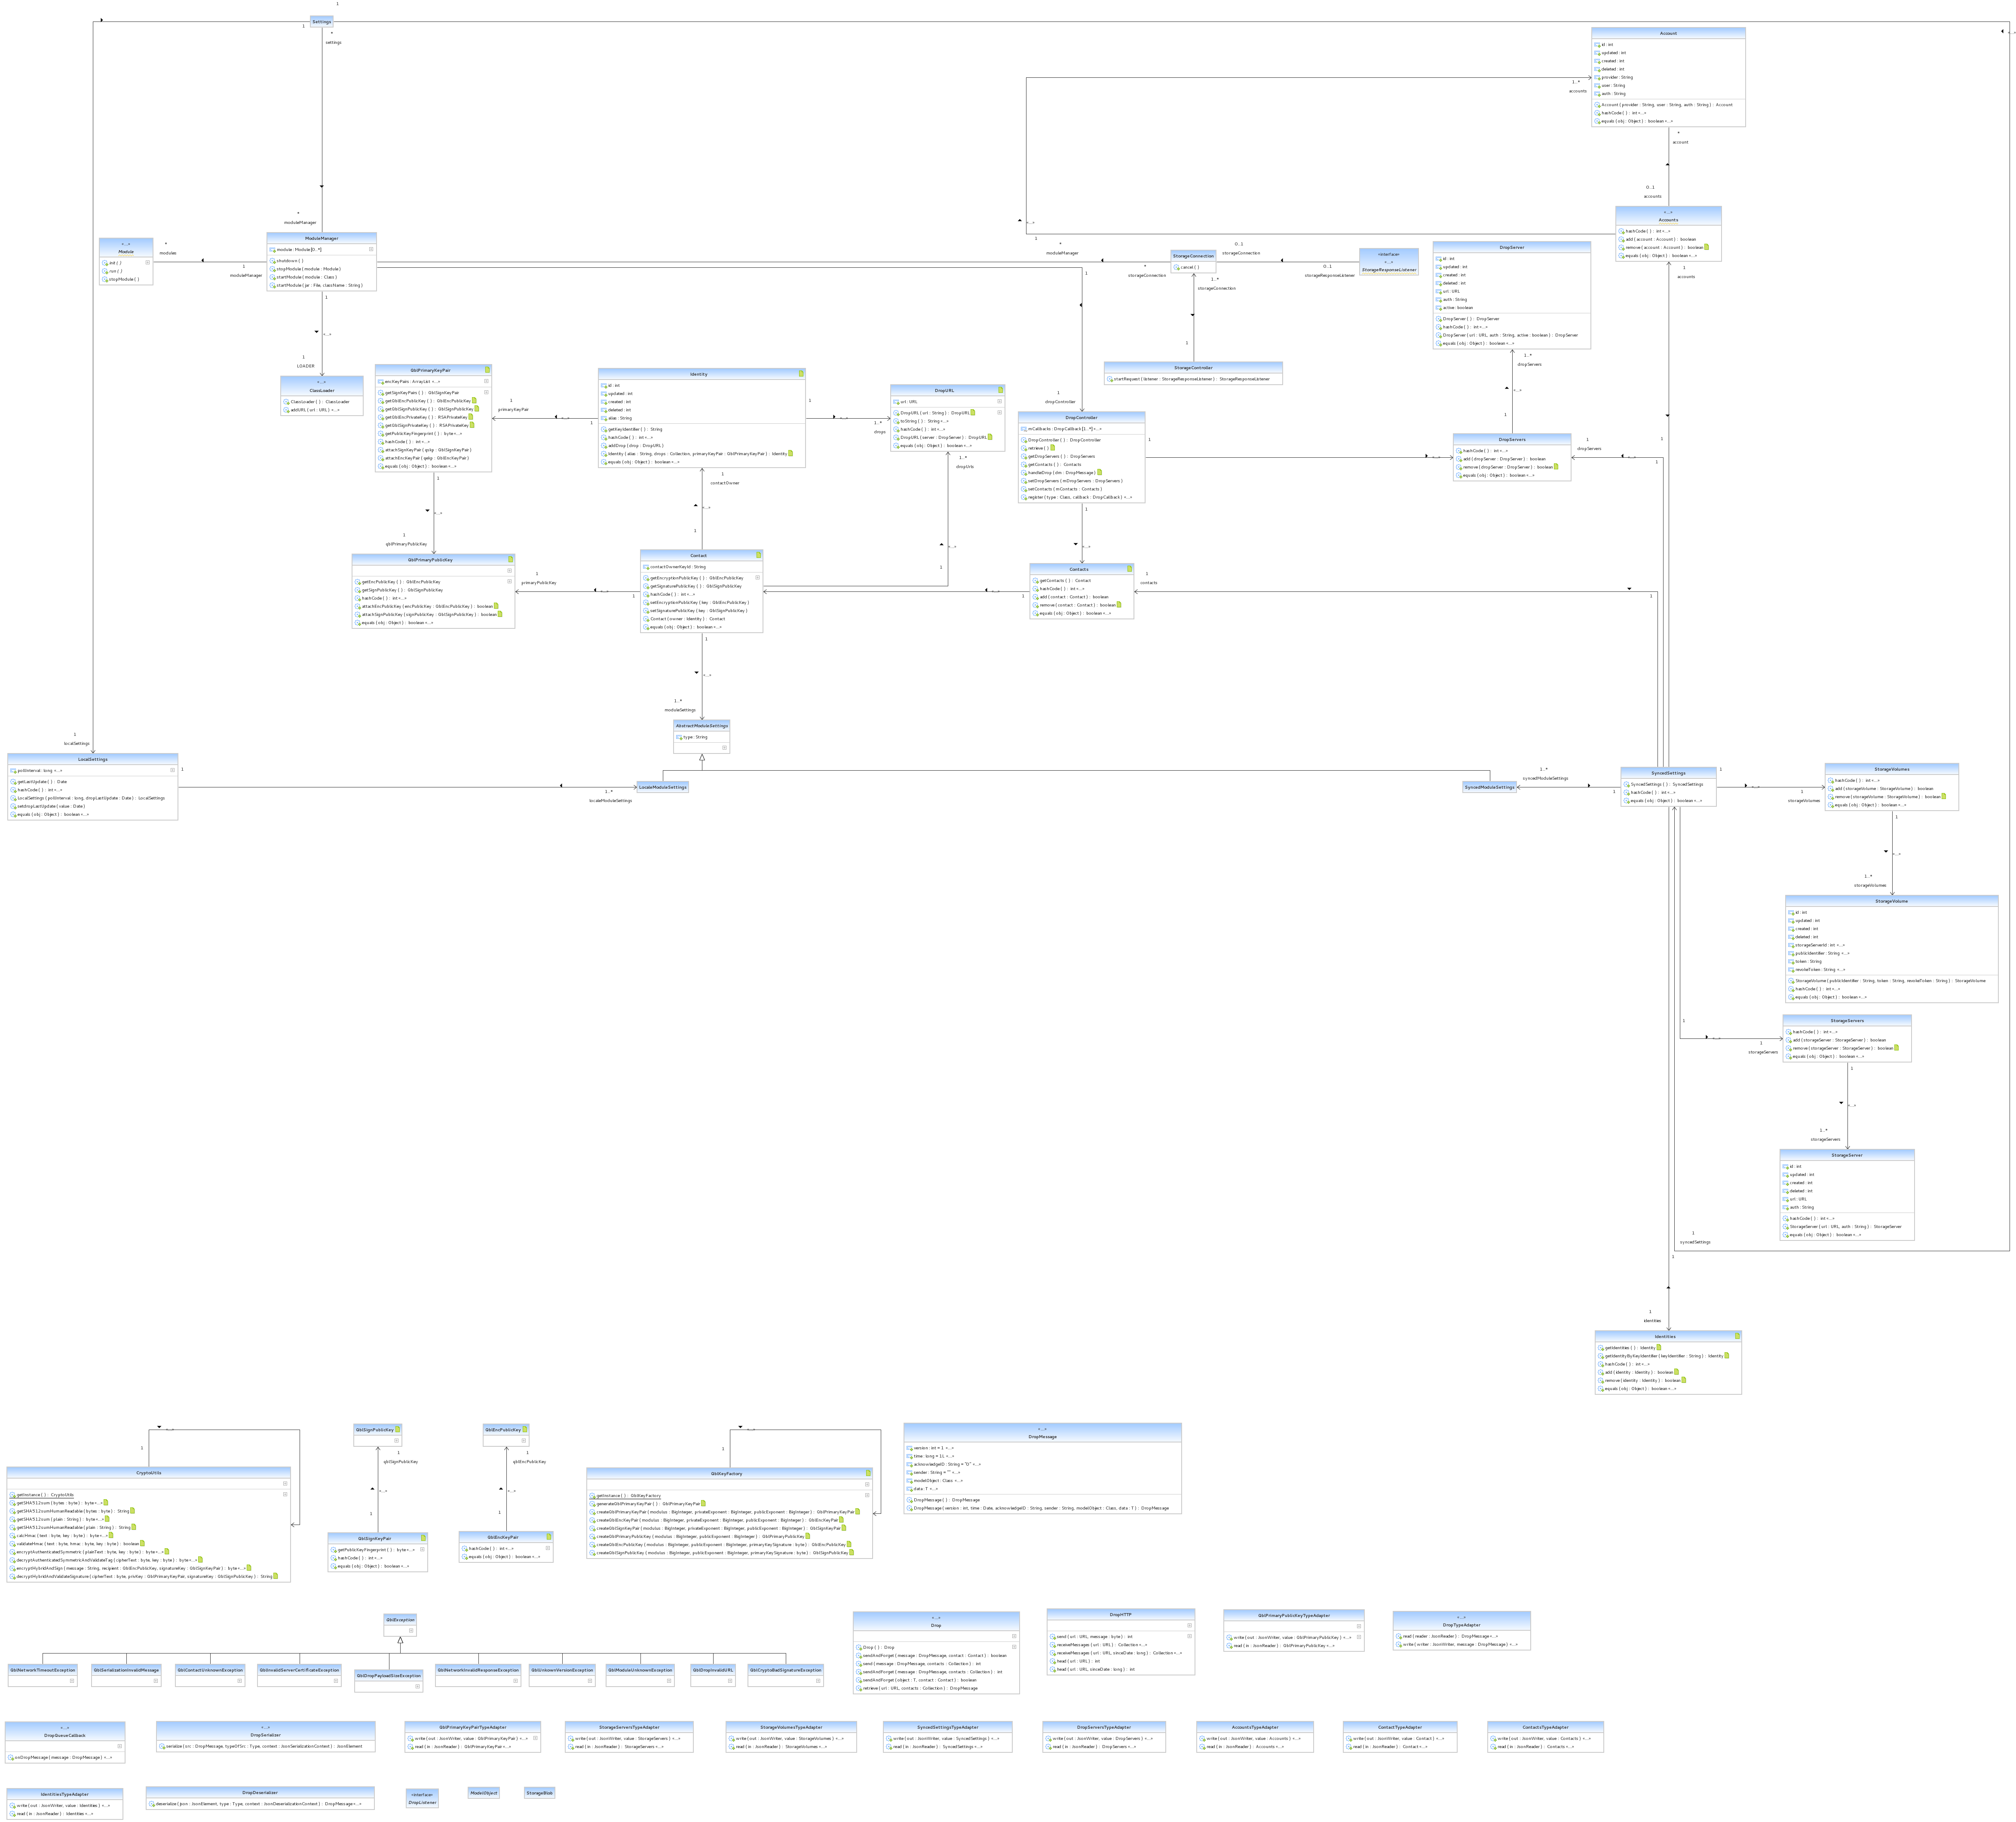 1
Settings
1
*
settings
1
<...>
Account
id : int
updated : int
created : int
deleted : int
provider : String
user : String
auth : String
Account ( provider : String, user : String, auth : String ) : Account
hashCode ( ) : int <...>
equals ( obj : Object ) : boolean <...>
1..*
accounts
*
account
0..1
accounts
<...>
Accounts
hashCode ( ) : int <...>
add ( account : Account ) : boolean
remove ( account : Account ) : boolean
equals ( obj : Object ) : boolean <...>
<...>
1
1
accounts
*
moduleManager
<...>
Module
init ( )
run ( )
stopModule ( )
*
modules
1
moduleManager
ModuleManager
module : Module [0..*]
shutdown ( )
stopModule ( module : Module )
startModule ( module : Class )
startModule ( jar : File, className : String )
1
<...>
1
LOADER
<...>
ClassLoader
ClassLoader ( ) : ClassLoader
addURL ( url : URL ) <...>
1
*
moduleManager
*
storageConnection
StorageConnection
cancel ( )
0..1
storageConnection
0..1
storageResponseListener
<interface>
<...>
StorageResponseListener
1..*
storageConnection
1
StorageController
startRequest ( listener : StorageResponseListener ) : StorageResponseListener
DropServer
id : int
updated : int
created : int
deleted : int
url : URL
auth : String
active : boolean
DropServer ( ) : DropServer
hashCode ( ) : int <...>
DropServer ( url : URL, auth : String, active : boolean ) : DropServer
equals ( obj : Object ) : boolean <...>
1..*
dropServers
<...>
1
DropServers
hashCode ( ) : int <...>
add ( dropServer : DropServer ) : boolean
remove ( dropServer : DropServer ) : boolean
equals ( obj : Object ) : boolean <...>
1
dropServers
<...>
1
1
QblPrimaryKeyPair
encKeyPairs : ArrayList <...>
getSignKeyPairs ( ) : QblSignKeyPair
getQblEncPublicKey ( ) : QblEncPublicKey
getQblSignPublicKey ( ) : QblSignPublicKey
getQblEncPrivateKey ( ) : RSAPrivateKey
getQblSignPrivateKey ( ) : RSAPrivateKey
getPublicKeyFingerprint ( ) : byte <...>
hashCode ( ) : int <...>
attachSignKeyPair ( qskp : QblSignKeyPair )
attachEncKeyPair ( qekp : QblEncKeyPair )
equals ( obj : Object ) : boolean <...>
1
primaryKeyPair
<...>
Identity
id : int
updated : int
created : int
deleted : int
alias : String
getKeyIdentifier ( ) : String
hashCode ( ) : int <...>
addDrop ( drop : DropURL )
Identity ( alias : String, drops : Collection, primaryKeyPair : QblPrimaryKeyPair ) : Identity
equals ( obj : Object ) : boolean <...>
1
<...>
1..*
drops
DropURL
uri : URL
DropURL ( url : String ) : DropURL
toString ( ) : String <...>
hashCode ( ) : int <...>
DropURL ( server : DropServer ) : DropURL
equals ( obj : Object ) : boolean <...>
1..*
dropUrls
<...>
1
1
dropController
DropController
mCallbacks : DropCallback [1..*] <...>
DropController ( ) : DropController
retrieve ( )
getDropServers ( ) : DropServers
getContacts ( ) : Contacts
handleDrop ( dm : DropMessage )
setDropServers ( mDropServers : DropServers )
setContacts ( mContacts : Contacts )
register ( type : Class, callback : DropCallback ) <...>
1
<...>
1
<...>
1
<...>
1
qblPrimaryPublicKey
QblPrimaryPublicKey
getEncPublicKey ( ) : QblEncPublicKey
getSignPublicKey ( ) : QblSignPublicKey
hashCode ( ) : int <...>
attachEncPublicKey ( encPublicKey : QblEncPublicKey ) : boolean
attachSignPublicKey ( signPublicKey : QblSignPublicKey ) : boolean
equals ( obj : Object ) : boolean <...>
1
primaryPublicKey
<...>
1
1
contactOwner
<...>
1
Contact
contactOwnerKeyId : String
getEncryptionPublicKey ( ) : QblEncPublicKey
getSignaturePublicKey ( ) : QblSignPublicKey
hashCode ( ) : int <...>
setEncryptionPublicKey ( key : QblEncPublicKey )
setSignaturePublicKey ( key : QblSignPublicKey )
Contact ( owner : Identity ) : Contact
equals ( obj : Object ) : boolean <...>
1
<...>
1
Contacts
getContacts ( ) : Contact
hashCode ( ) : int <...>
add ( contact : Contact ) : boolean
remove ( contact : Contact ) : boolean
equals ( obj : Object ) : boolean <...>
1
contacts
1
1
<...>
1..*
moduleSettings
AbstractModuleSettings
type : String
1
localSettings
LocalSettings
pollInterval : long <...>
getLastUpdate ( ) : Date
hashCode ( ) : int <...>
LocalSettings ( pollInterval : long, dropLastUpdate : Date ) : LocalSettings
setdropLastUpdate ( value : Date )
equals ( obj : Object ) : boolean <...>
1
1..*
localeModuleSettings
LocaleModuleSettings
SyncedModuleSettings
1..*
syncedModuleSettings
1
SyncedSettings
SyncedSettings ( ) : SyncedSettings
hashCode ( ) : int <...>
equals ( obj : Object ) : boolean <...>
1
<...>
1
storageVolumes
StorageVolumes
hashCode ( ) : int <...>
add ( storageVolume : StorageVolume ) : boolean
remove ( storageVolume : StorageVolume ) : boolean
equals ( obj : Object ) : boolean <...>
1
<...>
1..*
storageVolumes
StorageVolume
id : int
updated : int
created : int
deleted : int
storageServerId : int <...>
publicIdentifier : String <...>
token : String
revokeToken : String <...>
StorageVolume ( publicIdentifier : String, token : String, revokeToken : String ) : StorageVolume
hashCode ( ) : int <...>
equals ( obj : Object ) : boolean <...>
1
<...>
1
storageServers
StorageServers
hashCode ( ) : int <...>
add ( storageServer : StorageServer ) : boolean
remove ( storageServer : StorageServer ) : boolean
equals ( obj : Object ) : boolean <...>
1
<...>
1..*
storageServers
StorageServer
id : int
updated : int
created : int
deleted : int
url : URL
auth : String
hashCode ( ) : int <...>
StorageServer ( url : URL, auth : String ) : StorageServer
equals ( obj : Object ) : boolean <...>
1
syncedSettings
1
1
identities
Identities
getIdentities ( ) : Identity
getIdentityByKeyIdentifier ( keyIdentifier : String ) : Identity
hashCode ( ) : int <...>
add ( identity : Identity ) : boolean
remove ( identity : Identity ) : boolean
equals ( obj : Object ) : boolean <...>
<...>
1
CryptoUtils
getInstance ( ) : CryptoUtils
getSHA512sum ( bytes : byte ) : byte <...>
getSHA512sumHumanReadable ( bytes : byte ) : String
getSHA512sum ( plain : String ) : byte <...>
getSHA512sumHumanReadable ( plain : String ) : String
calcHmac ( text : byte, key : byte ) : byte <...>
validateHmac ( text : byte, hmac : byte, key : byte ) : boolean
encryptAuthenticatedSymmetric ( plainText : byte, key : byte ) : byte <...>
decryptAuthenticatedSymmetricAndValidateTag ( cipherText : byte, key : byte ) : byte <...>
encryptHybridAndSign ( message : String, recipient : QblEncPublicKey, signatureKey : QblSignKeyPair ) : byte <...>
decryptHybridAndValidateSignature ( cipherText : byte, privKey : QblPrimaryKeyPair, signatureKey : QblSignPublicKey ) : String
QblSignPublicKey
1
qblSignPublicKey
<...>
1
QblSignKeyPair
getPublicKeyFingerprint ( ) : byte <...>
hashCode ( ) : int <...>
equals ( obj : Object ) : boolean <...>
QblEncPublicKey
1
qblEncPublicKey
<...>
1
QblEncKeyPair
hashCode ( ) : int <...>
equals ( obj : Object ) : boolean <...>
<...>
1
QblKeyFactory
getInstance ( ) : QblKeyFactory
generateQblPrimaryKeyPair ( ) : QblPrimaryKeyPair
createQblPrimaryKeyPair ( modulus : BigInteger, privateExponent : BigInteger, publicExponent : BigInteger ) : QblPrimaryKeyPair
createQblEncKeyPair ( modulus : BigInteger, privateExponent : BigInteger, publicExponent : BigInteger ) : QblEncKeyPair
createQblSignKeyPair ( modulus : BigInteger, privateExponent : BigInteger, publicExponent : BigInteger ) : QblSignKeyPair
createQblPrimaryPublicKey ( modulus : BigInteger, publicExponent : BigInteger ) : QblPrimaryPublicKey
createQblEncPublicKey ( modulus : BigInteger, publicExponent : BigInteger, primaryKeySignature : byte ) : QblEncPublicKey
createQblSignPublicKey ( modulus : BigInteger, publicExponent : BigInteger, primaryKeySignature : byte ) : QblSignPublicKey
<...>
DropMessage
version : int = 1 <...>
time : long = 1L <...>
acknowledgeID : String = "0" <...>
sender : String = "" <...>
modelObject : Class <...>
data : T <...>
DropMessage ( ) : DropMessage
DropMessage ( version : int, time : Date, acknowledgeID : String, sender : String, modelObject : Class, data : T ) : DropMessage
QblException
QblNetworkTimeoutException
QblSerializationInvalidMessage
QblContactUnknownException
QblInvalidServerCertificateException
QblDropPayloadSizeException
QblNetworkInvalidResponseException
QblUnknownVersionException
QblModuleUnknownException
QblDropInvalidURL
QblCryptoBadSignatureException
<...>
Drop
Drop ( ) : Drop
sendAndForget ( message : DropMessage, contact : Contact ) : boolean
send ( message : DropMessage, contacts : Collection ) : int
sendAndForget ( message : DropMessage, contacts : Collection ) : int
sendAndForget ( object : T, contact : Contact ) : boolean
retrieve ( url : URL, contacts : Collection ) : DropMessage
DropHTTP
send ( url : URL, message : byte ) : int
receiveMessages ( url : URL ) : Collection <...>
receiveMessages ( url : URL, sinceDate : long ) : Collection <...>
head ( url : URL ) : int
head ( url : URL, sinceDate : long ) : int
QblPrimaryPublicKeyTypeAdapter
write ( out : JsonWriter, value : QblPrimaryPublicKey ) <...>
read ( in : JsonReader ) : QblPrimaryPublicKey <...>
<...>
DropTypeAdapter
read ( reader : JsonReader ) : DropMessage <...>
write ( writer : JsonWriter, message : DropMessage ) <...>
<...>
DropQueueCallback
onDropMessage ( message : DropMessage ) <...>
<...>
DropSerializer
serialize ( src : DropMessage, typeOfSrc : Type, context : JsonSerializationContext ) : JsonElement
QblPrimaryKeyPairTypeAdapter
write ( out : JsonWriter, value : QblPrimaryKeyPair ) <...>
read ( in : JsonReader ) : QblPrimaryKeyPair <...>
StorageServersTypeAdapter
write ( out : JsonWriter, value : StorageServers ) <...>
read ( in : JsonReader ) : StorageServers <...>
StorageVolumesTypeAdapter
write ( out : JsonWriter, value : StorageVolumes ) <...>
read ( in : JsonReader ) : StorageVolumes <...>
SyncedSettingsTypeAdapter
write ( out : JsonWriter, value : SyncedSettings ) <...>
read ( in : JsonReader ) : SyncedSettings <...>
DropServersTypeAdapter
write ( out : JsonWriter, value : DropServers ) <...>
read ( in : JsonReader ) : DropServers <...>
AccountsTypeAdapter
write ( out : JsonWriter, value : Accounts ) <...>
read ( in : JsonReader ) : Accounts <...>
ContactTypeAdapter
write ( out : JsonWriter, value : Contact ) <...>
read ( in : JsonReader ) : Contact <...>
ContactsTypeAdapter
write ( out : JsonWriter, value : Contacts ) <...>
read ( in : JsonReader ) : Contacts <...>
IdentitiesTypeAdapter
write ( out : JsonWriter, value : Identities ) <...>
read ( in : JsonReader ) : Identities <...>
DropDeserializer
deserialize ( json : JsonElement, type : Type, context : JsonDeserializationContext ) : DropMessage <...>
<interface>
DropListener
ModelObject
StorageBlob